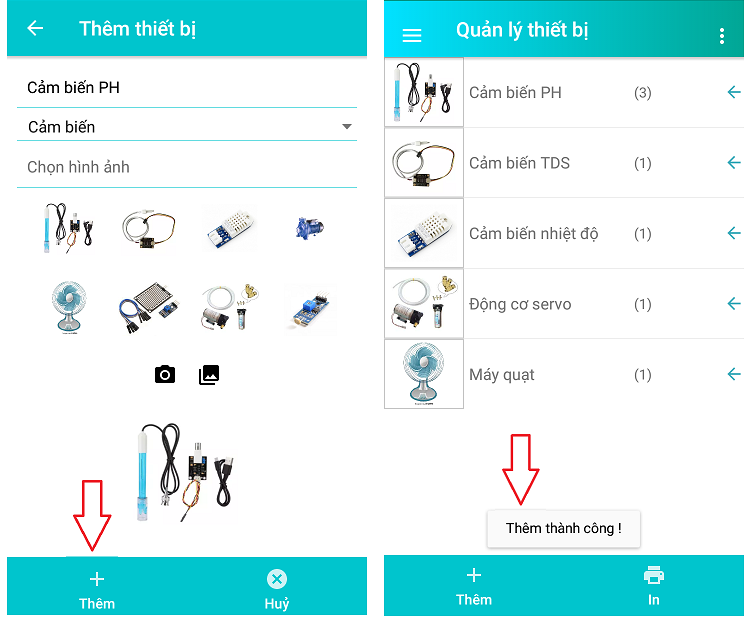 Thêm thiết bị
Cảm biến PH
Cảm biến
Chọn hình ảnh
Thêm
Huỷ
Quản lý thiết bị
Cảm biến PH (3)
Cảm biến TDS (1)
Cảm biến nhiệt độ (1)
Động cơ servo (1)
Máy quạt (1)
Thêm thành công !
Thêm
In